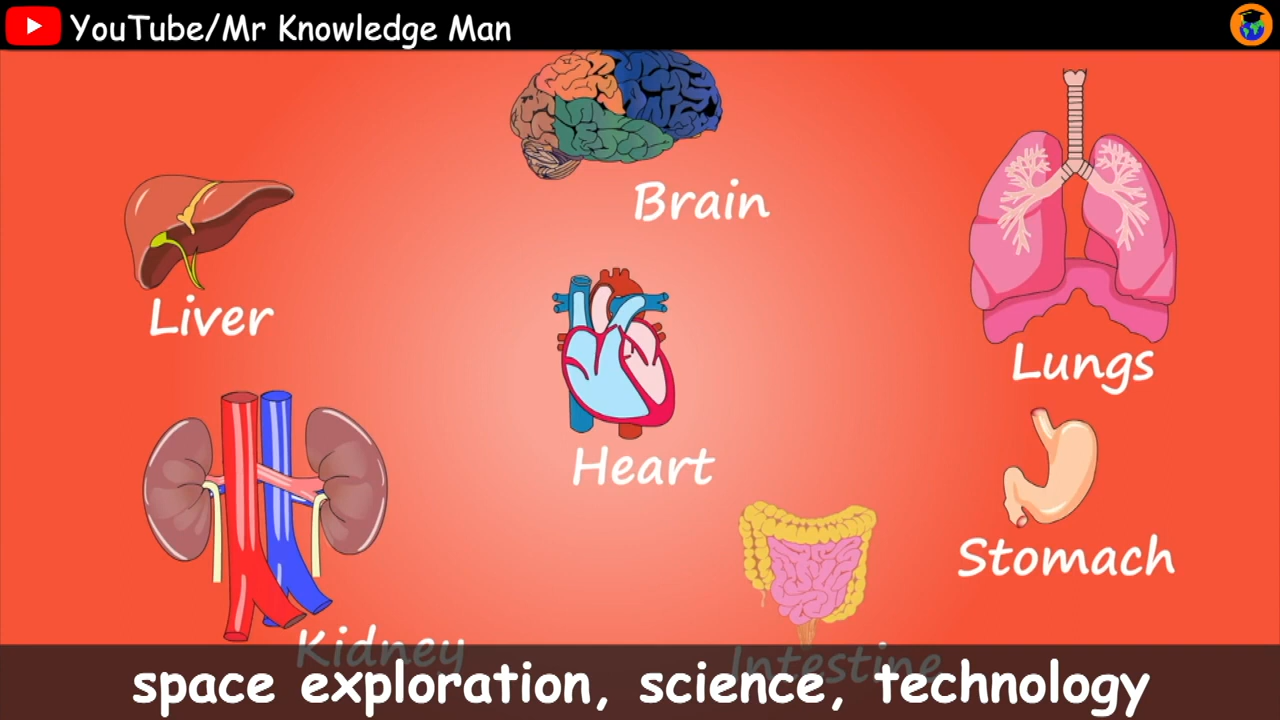 YouTube/Mr Knowledge Man
Brain
Liver
Lungs
Heart
Stomach
Kidney
Intestine
space exploration, science, technology